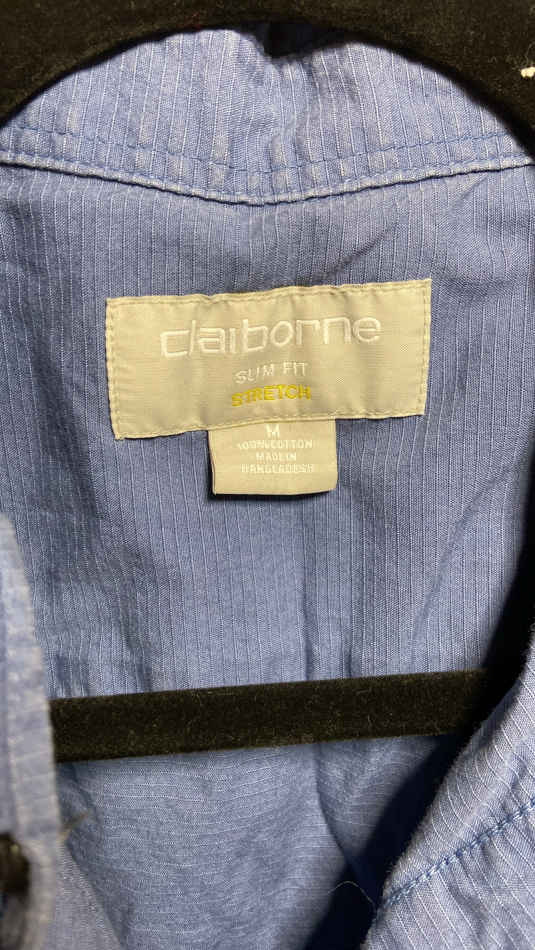 claiborne
SLIM FIT
STRETCH
M
100% COTTON
MADE IN
BANGLADESH